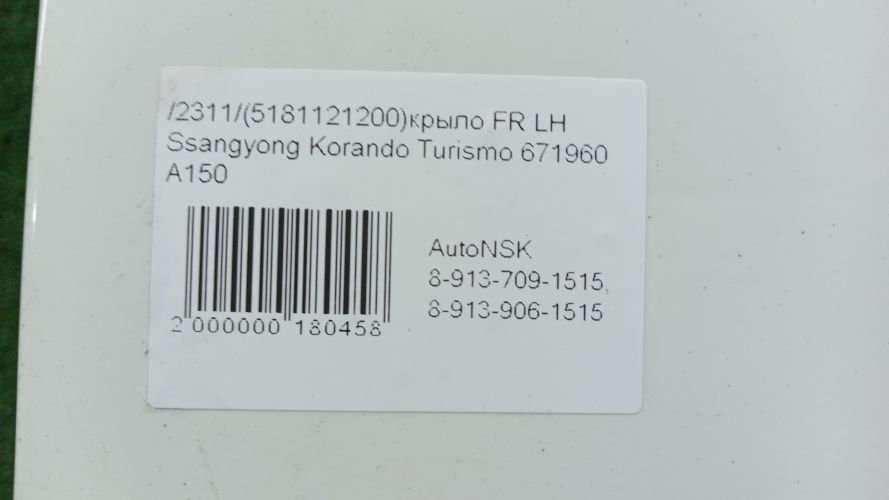 /2311/(5181121200)крыло FR LH
Ssangyong Korando Turismo 671960
A150
AutoNSK
8-913-709-1515,
8-913-906-1515
2 000000 180458